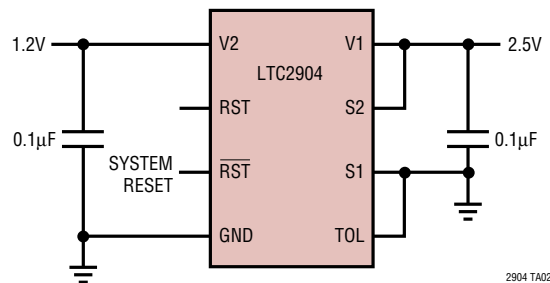 1.2V
V2
V1
2.5V
LTC2904
RST
S2
0.1μF
0.1μF
SYSTEM
RESET
RST
S1
GND
TOL
2904 TA02